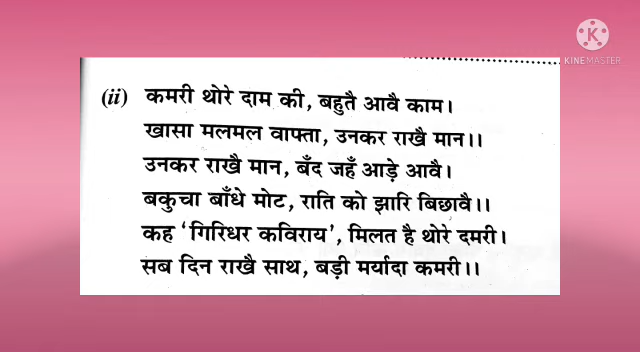 K
KINEMASTER
(ii) कमरी थोरे दाम की, बहुतै आवै काम।
खासा मलमल वाफ्ता, उनकर राखै मान।।
उनकर राखै मान, बँद जहँ आड़े आवै।
बकुचा बाँधे मोट, राति को झारि बिछावै।।
कह ‘गिरिधर कविराय’, मिलत है थोरे दमरी।
सब दिन राखै साथ, बड़ी मर्यादा कमरी।।